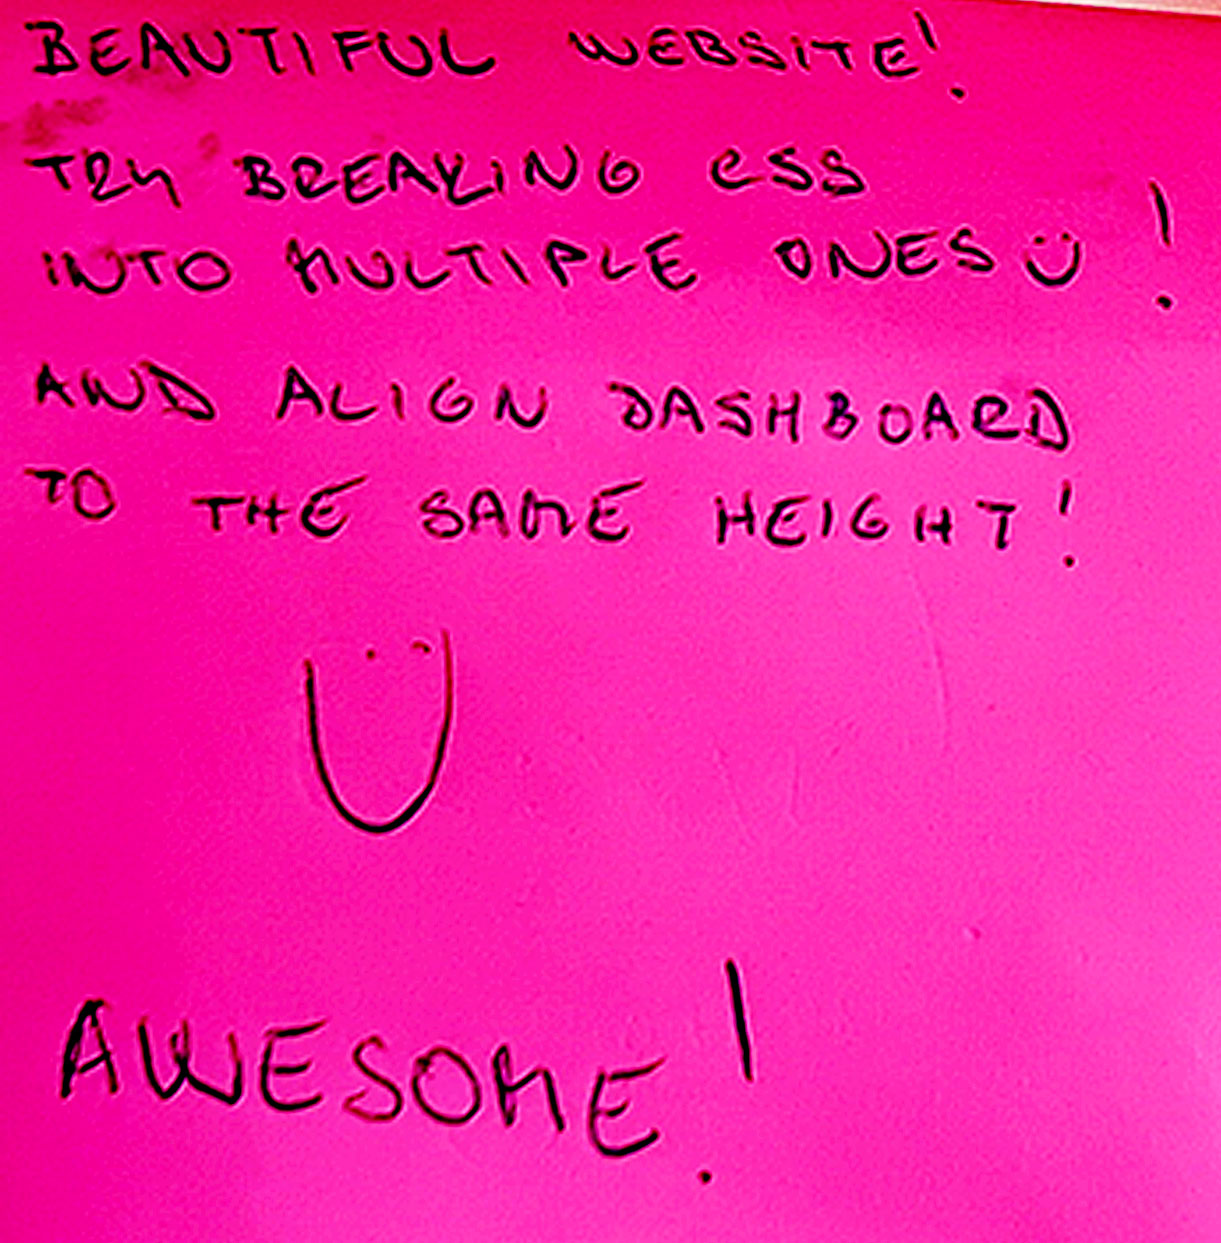 BEAUTIFUL WEBSITE!
TRY BREAKING CSS
INTO MULTIPLE ONES !
AND ALIGN DASHBOARD
TO THE SAME HEIGHT!
AWESOME!